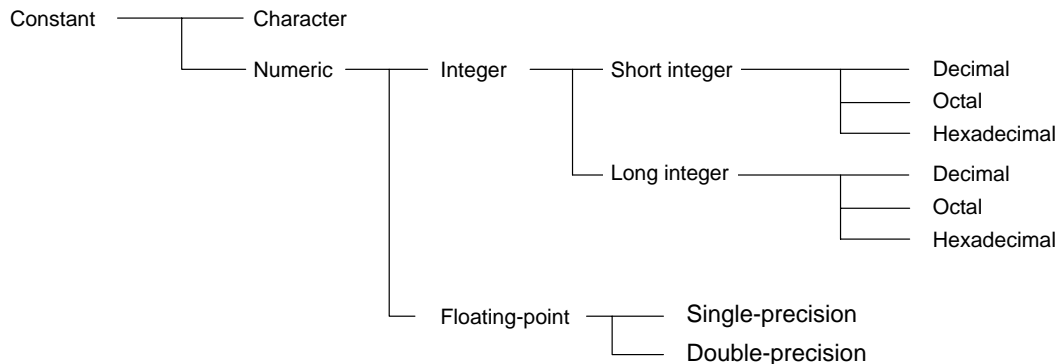 Constant Character
Numeric Integer Short integer Decimal
Octal
Hexadecimal
Long integer Decimal
Octal
Hexadecimal
Floating-point Single-precision
Double-precision